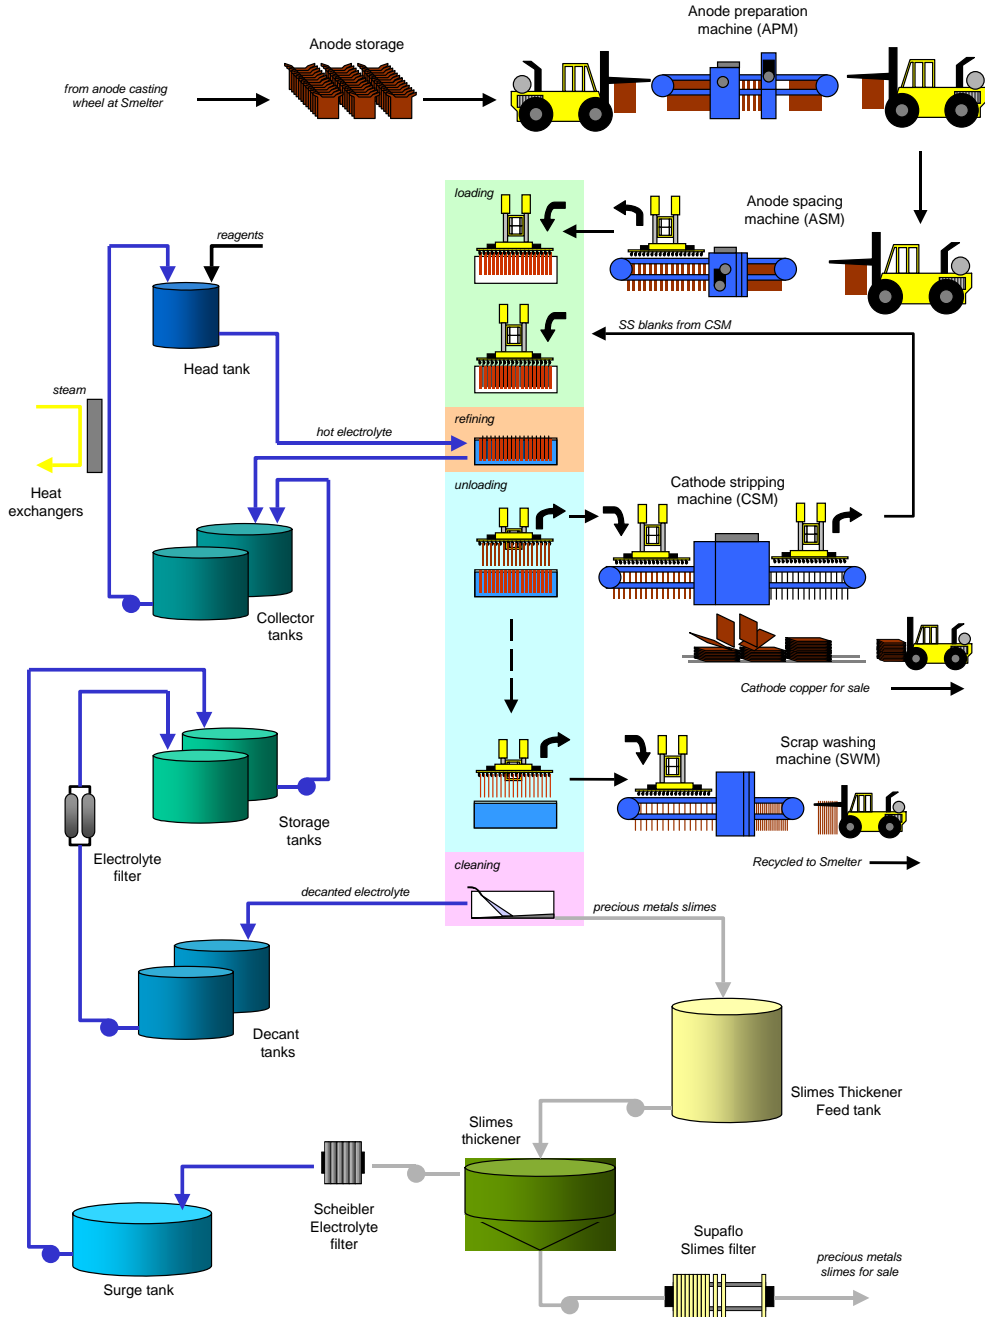 Anode preparation
machine (APM)
Anode storage
from anode casting
wheel at Smelter
loading
Anode spacing
machine (ASM)
reagents
SS blanks from CSM
Head tank
steam
refining
hot electrolyte
Heat
exchangers
unloading
Cathode stripping
machine (CSM)
Collector
tanks
Cathode copper for sale
Scrap washing
machine (SWM)
Storage
tanks
Electrolyte
filter
Recycled to Smelter
cleaning
decanted electrolyte
precious metals slimes
Decant
tanks
Slimes Thickener
Feed tank
Slimes
thickener
Scheibler
Electrolyte
filter
Supaflo
Slimes filter
precious metals
slimes for sale
Surge tank